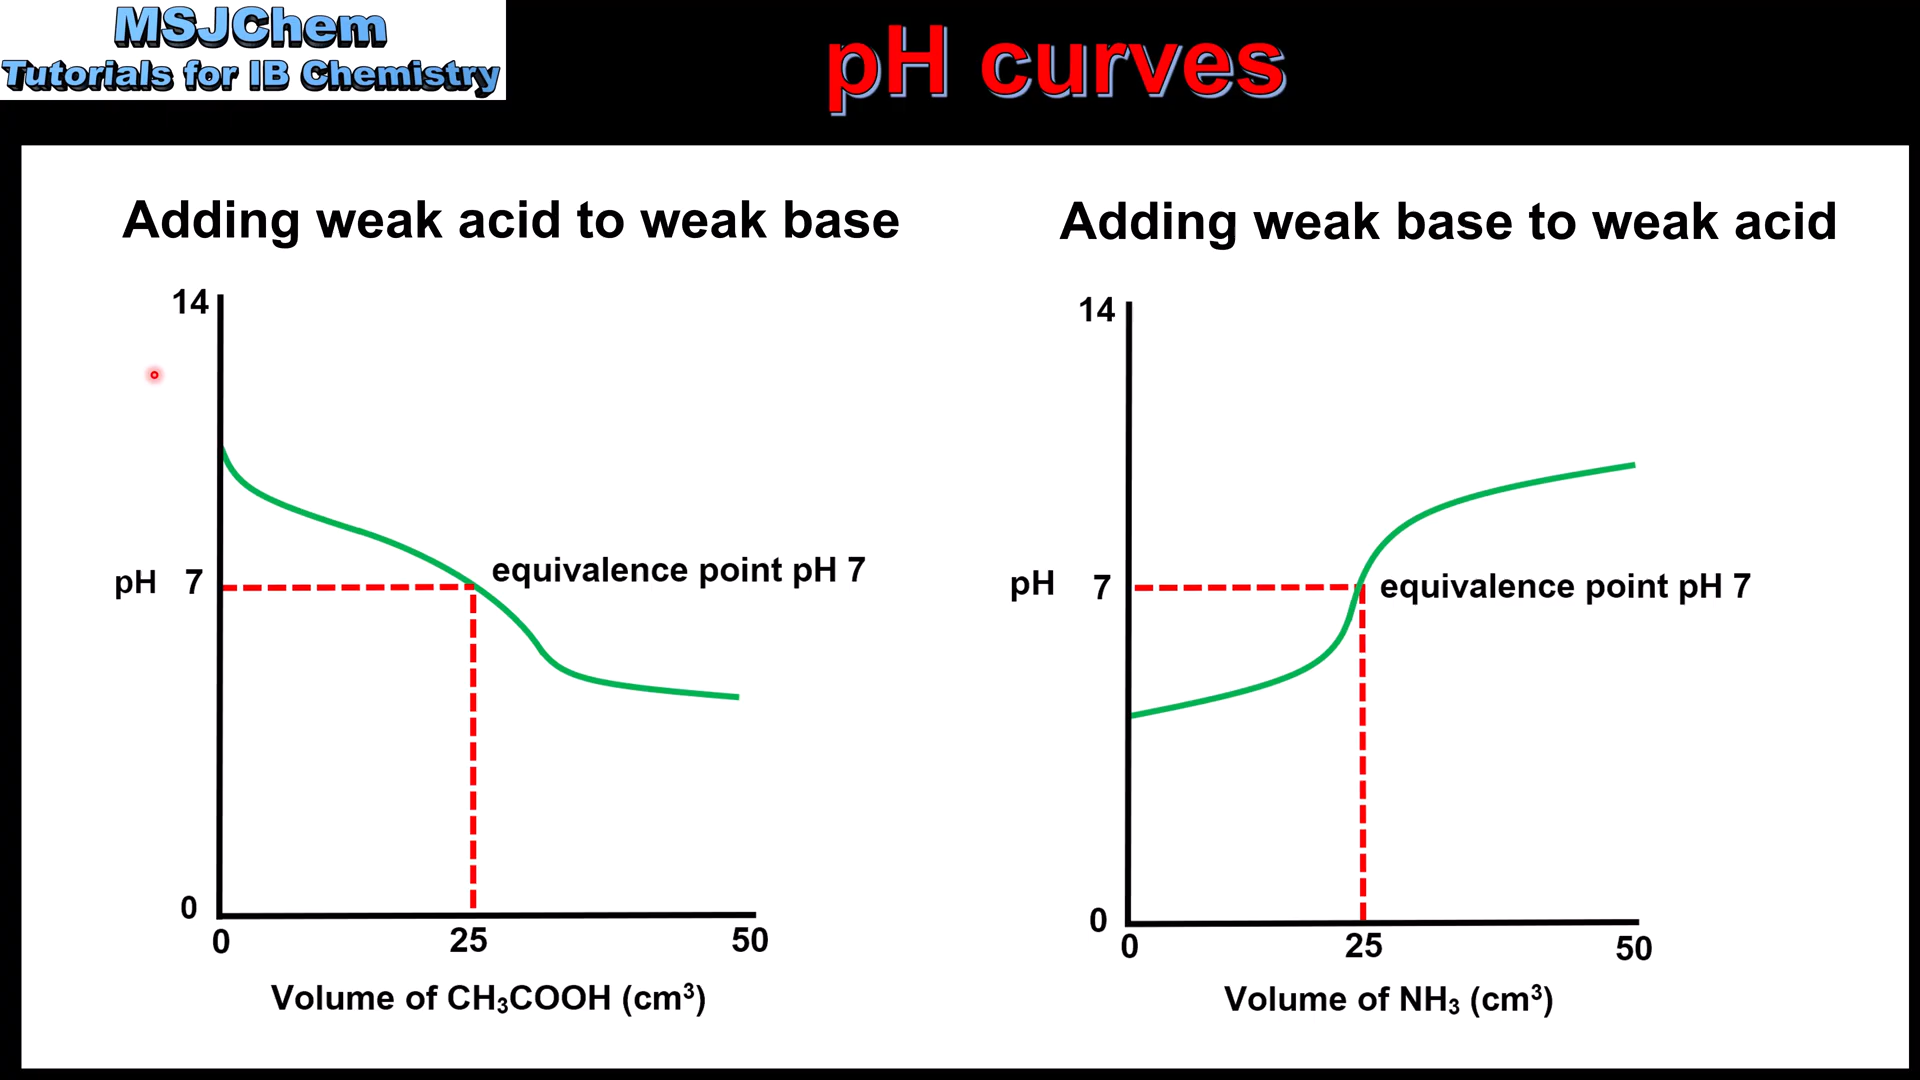 MSJChem
Tutorials for IB Chemistry
pH curves
Adding weak acid to weak base
14
pH 7
equivalence point pH 7
0
0 25 50
Volume of CH₃COOH (cm³)
Adding weak base to weak acid
14
pH 7
equivalence point pH 7
0
0 25 50
Volume of NH₃ (cm³)